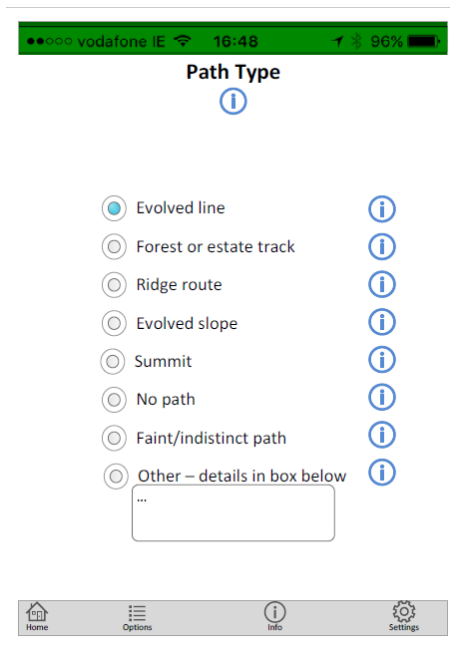 vodafone IE 16:48 96%
Path Type
Evolved line
Forest or estate track
Ridge route
Evolved slope
Summit
No path
Faint/indistinct path
Other – details in box below
...
Home Options Info Settings